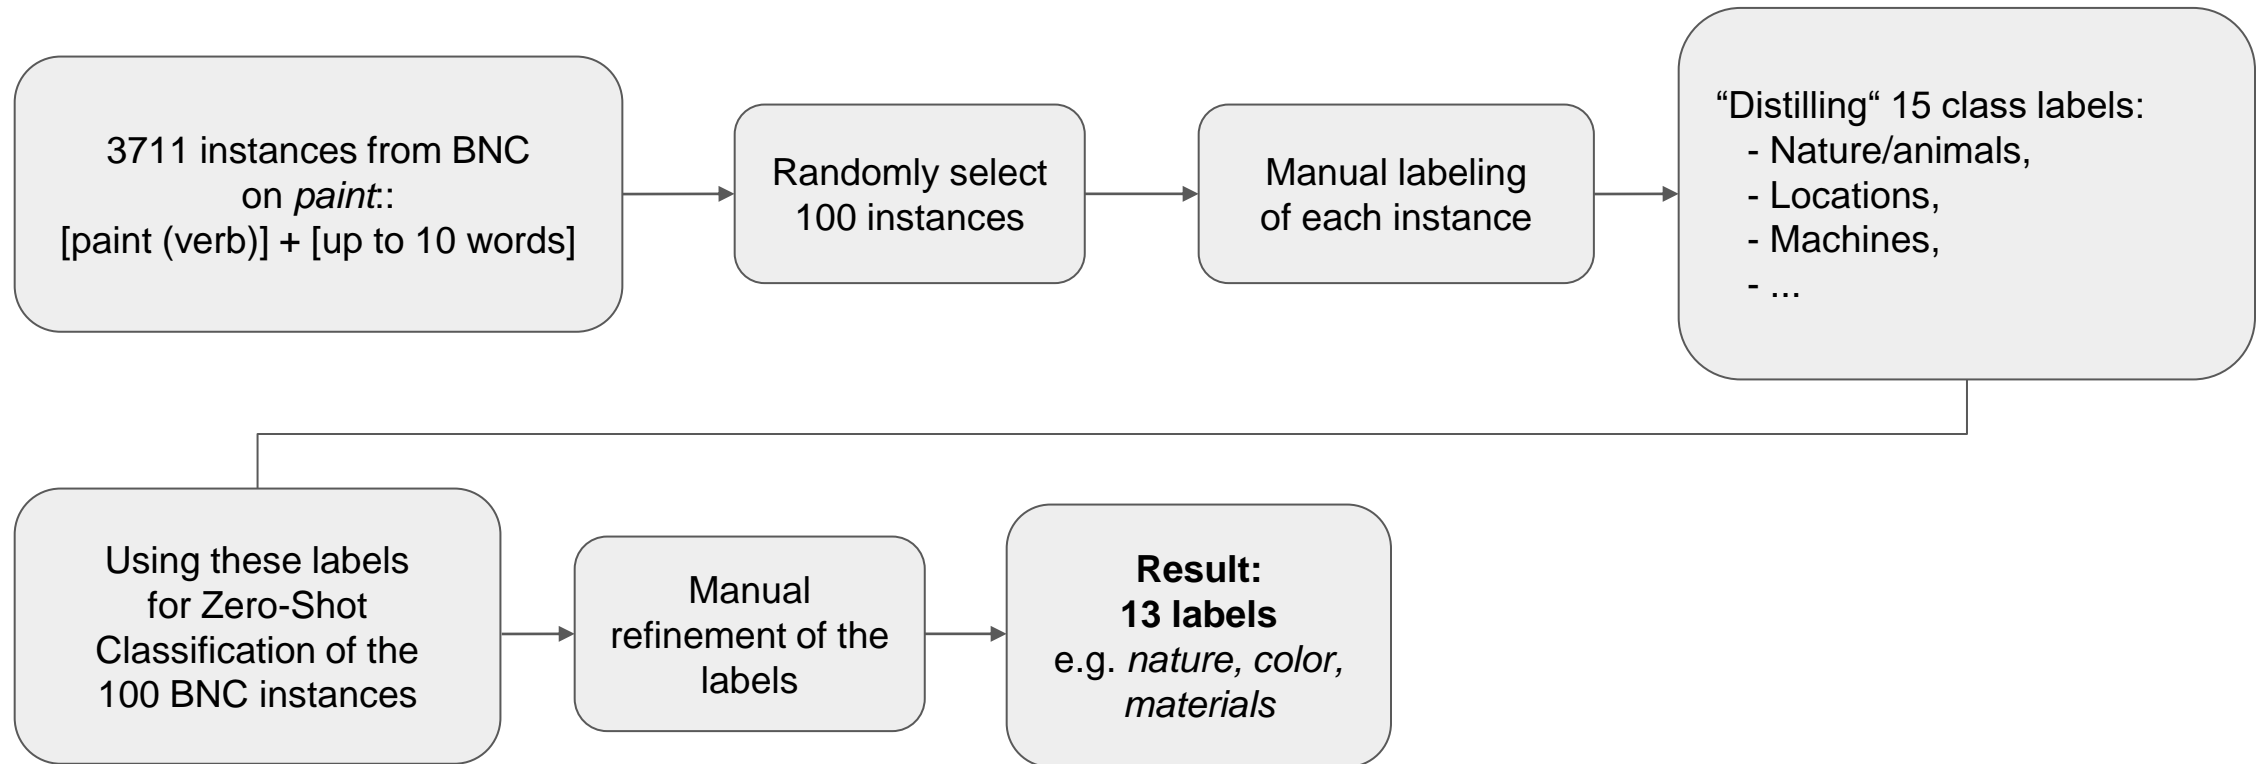 3711 instances from BNC
on paint::
[paint (verb)] + [up to 10 words]
Randomly select
100 instances
Manual labeling
of each instance
“Distilling“ 15 class labels:
- Nature/animals,
- Locations,
- Machines,
- ...
Using these labels
for Zero-Shot
Classification of the
100 BNC instances
Manual
refinement of the
labels
Result:
13 labels
e.g. nature, color,
materials